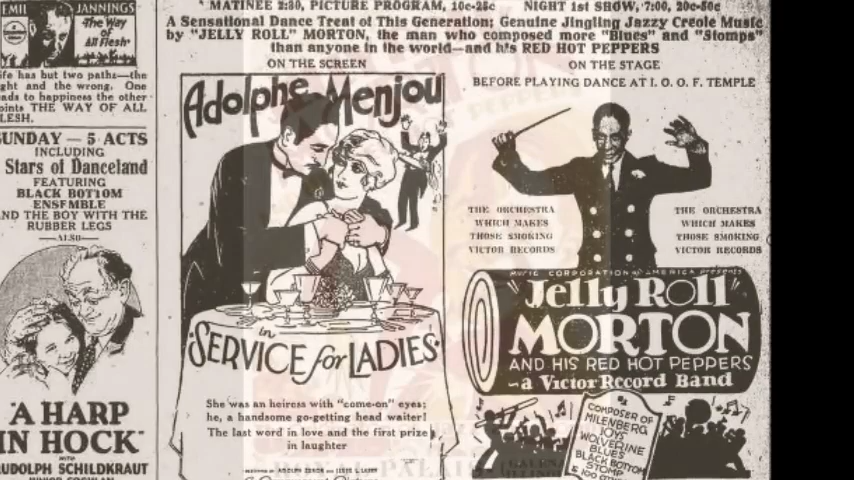 EMIL JANNINGS
"The Way
of
All Flesh"
ife has but two paths—the
ght and the wrong. One
eads to happiness the other
oints THE WAY OF ALL
LESH.
SUNDAY — 5 ACTS
INCLUDING
Stars of Danceland
FEATURING
BLACK BOTTOM
ENSEMBLE
AND THE BOY WITH THE
RUBBER LEGS
—ALSO—
"A HARP
IN HOCK"
WITH
RUDOLPH SCHILDKRAUT
JUNIOR COGHLAN
MATINEE 2:30, PICTURE PROGRAM, 10c-25c NIGHT 1st SHOW, 7:00, 20c-50c
A Sensational Dance Treat of This Generation; Genuine Jingling Jazzy Creole Music
by "JELLY ROLL" MORTON, the man who composed more "Blues" and "Stomps"
than anyone in the world—and his RED HOT PEPPERS
ON THE SCREEN
Adolphe Menjou
in
"SERVICE for LADIES"
She was an heiress with "come-on" eyes;
he, a handsome go-getting head waiter!
The last word in love and the first prize
in laughter
ON THE STAGE
BEFORE PLAYING DANCE AT I. O. O. F. TEMPLE
THE ORCHESTRA
WHICH MAKES
THOSE SMOKING
VICTOR RECORDS
THE ORCHESTRA
WHICH MAKES
THOSE SMOKING
VICTOR RECORDS
MUSIC CORPORATION of AMERICA presents
"Jelly Roll"
MORTON
AND HIS RED HOT PEPPERS
~a Victor Record Band
COMPOSER OF
MILENBERG
JOYS
WOLVERINE
BLUES
BLACK BOTTOM
STOMP